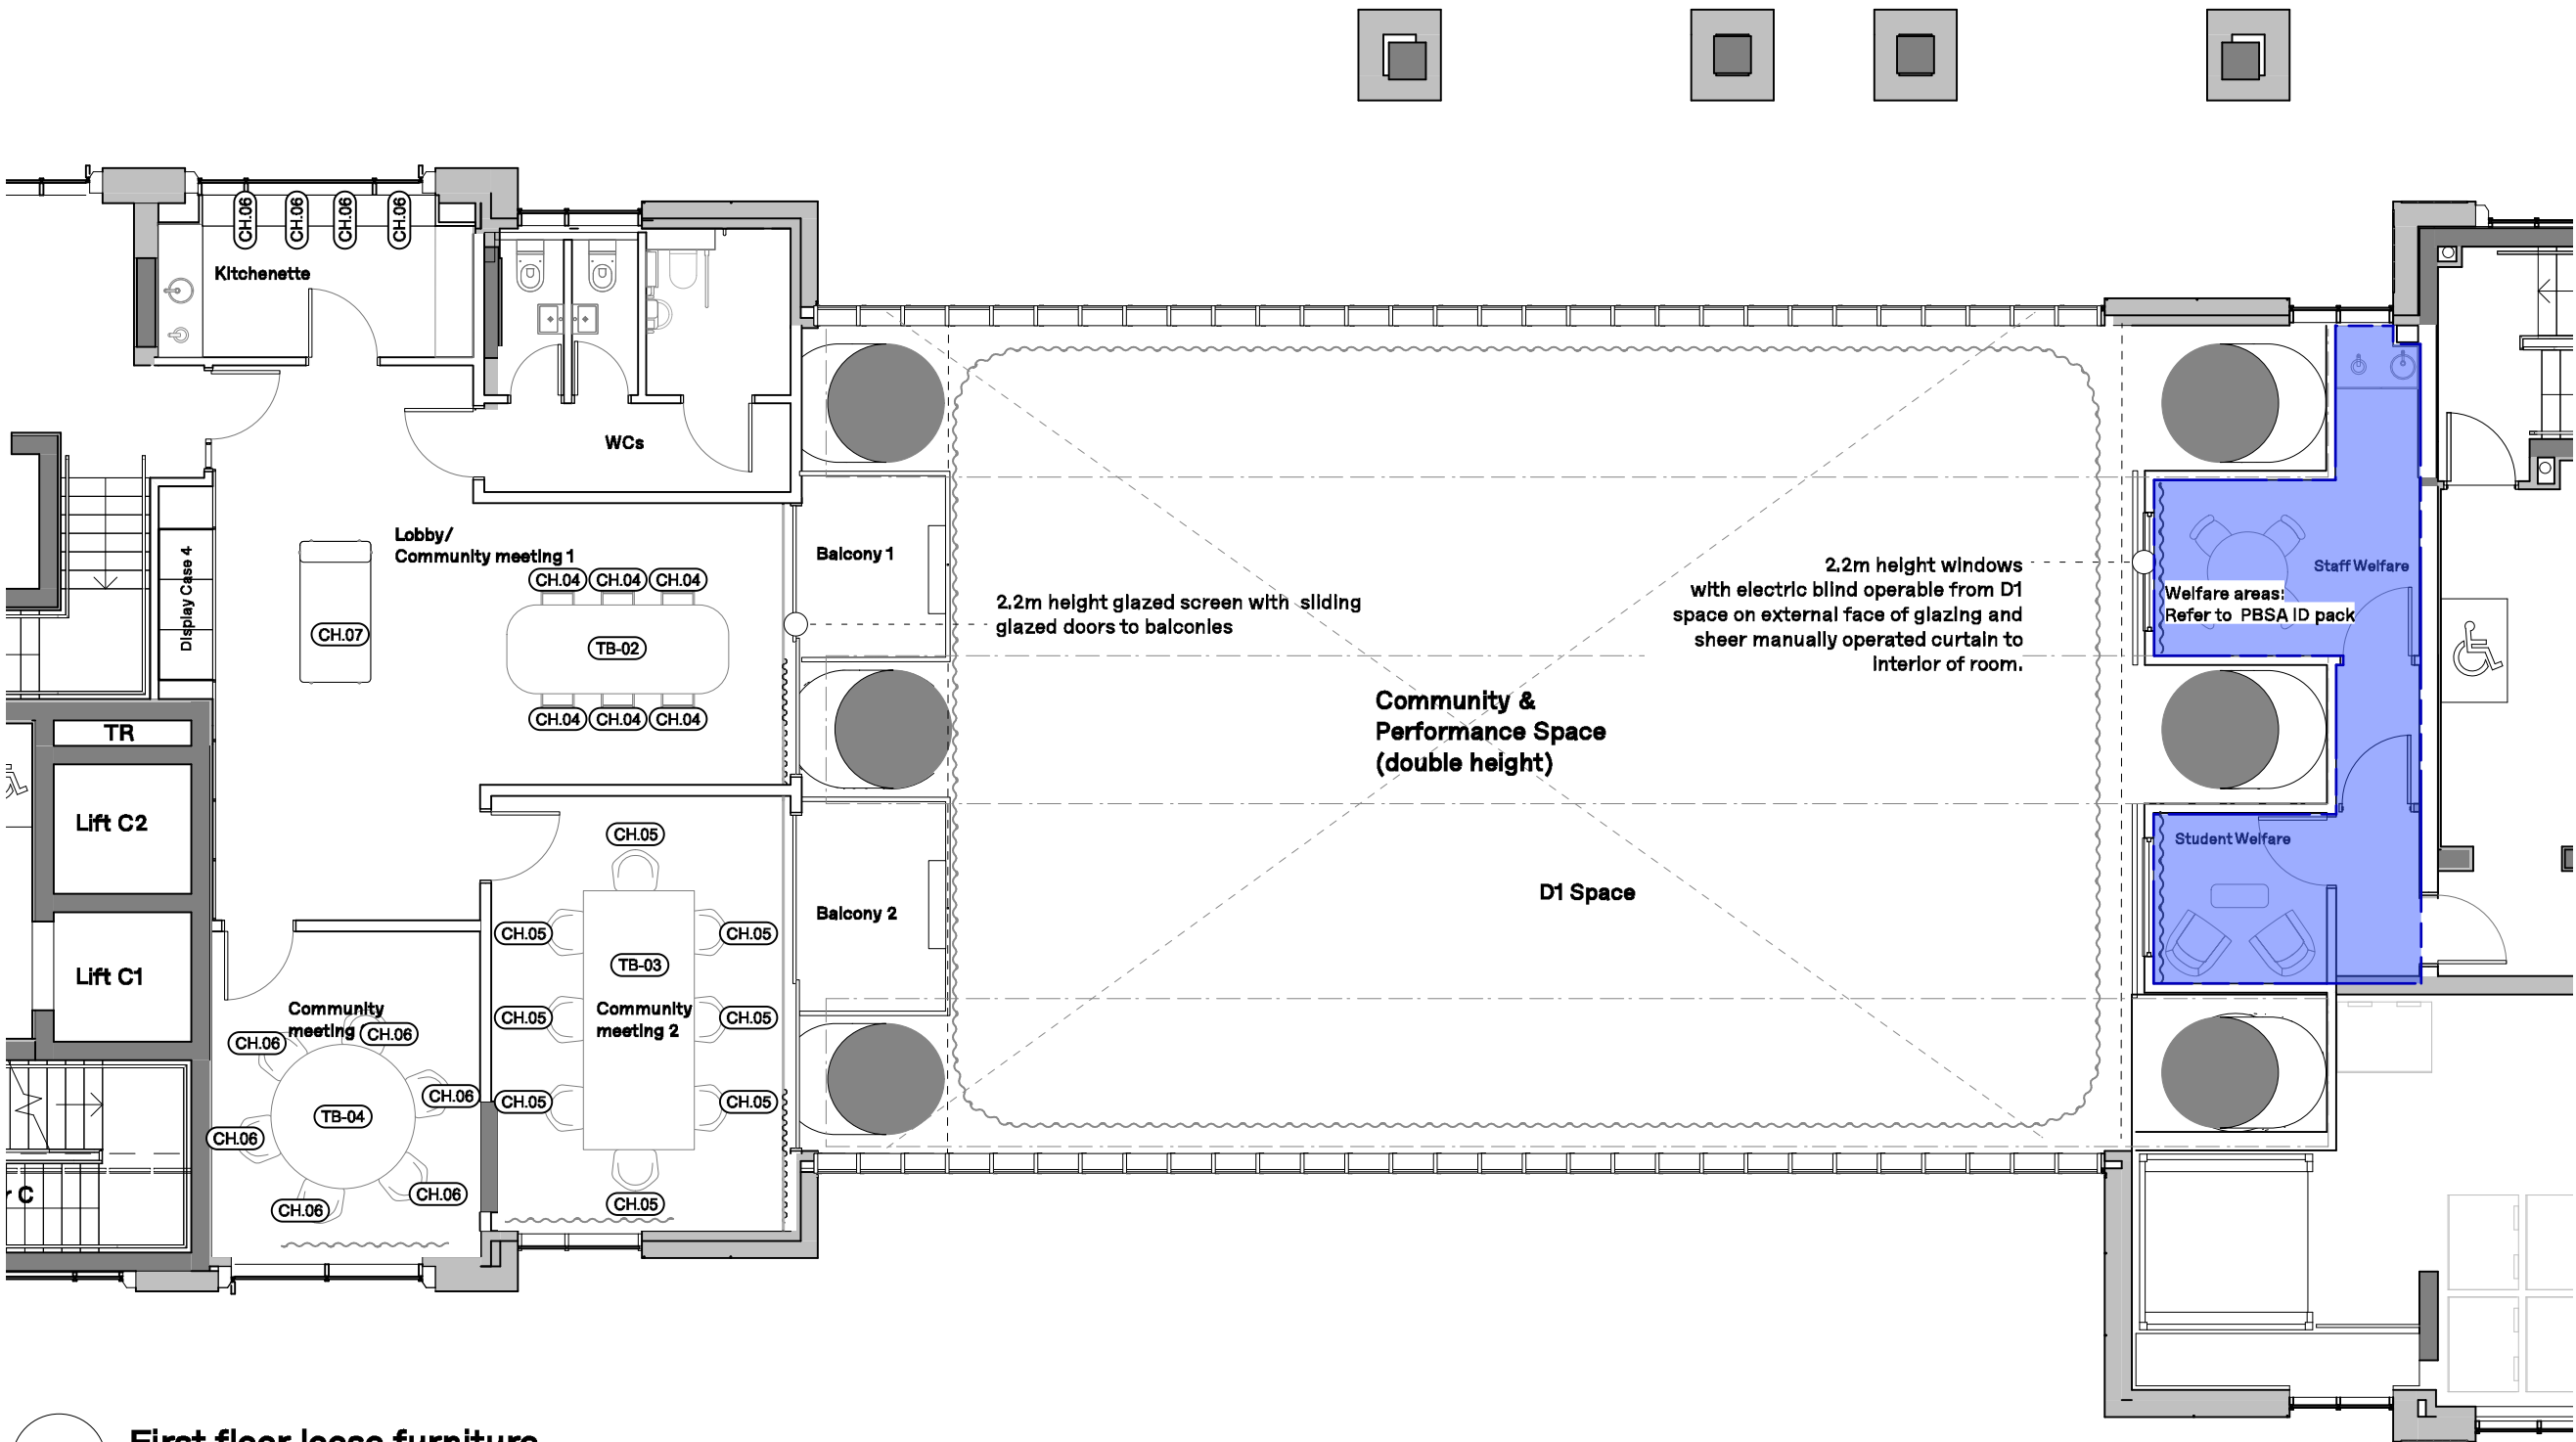 CH.06
CH.06
CH.06
CH.06
Kitchenette
WCs
Lobby/
Community meeting 1
Display Case 4
CH.07
CH.04
CH.04
CH.04
TB-02
CH.04
CH.04
CH.04
Balcony 1
2.2m height glazed screen with sliding
glazed doors to balconies
2.2m height windows
with electric blind operable from D1
space on external face of glazing and
sheer manually operated curtain to
interior of room.
Staff Welfare
Welfare areas:
Refer to PBSA ID pack
Community &
Performance Space
(double height)
D1 Space
Student Welfare
TR
Lift C2
Lift C1
CH.05
CH.05
CH.05
TB-03
Balcony 2
Community
meeting
CH.06
CH.06
CH.05
Community
meeting 2
CH.05
CH.06
CH.05
CH.05
TB-04
CH.06
CH.06
CH.06
CH.05
r C
First floor loose furniture